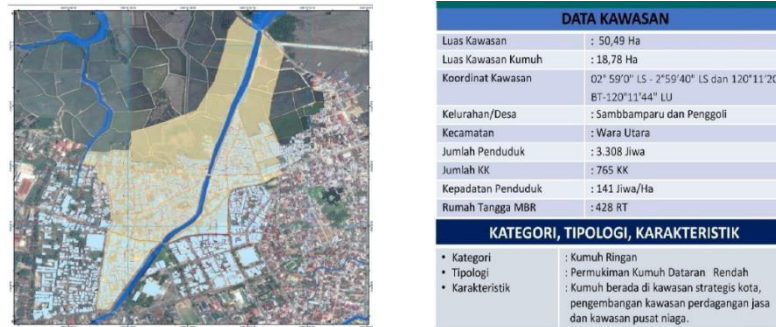 DATA KAWASAN
Luas Kawasan : 50,49 Ha
Luas Kawasan Kumuh : 18,78 Ha
Koordinat Kawasan 02° 59'0" LS - 2°59'40" LS dan 120°11'20
BT-120°11'44" LU
Kelurahan/Desa : Sambbamparu dan Penggoli
Kecamatan : Wara Utara
Jumlah Penduduk : 3.308 Jiwa
Jumlah KK : 765 KK
Kepadatan Penduduk : 141 Jiwa/Ha
Rumah Tangga MBR : 428 RT
KATEGORI, TIPOLOGI, KARAKTERISTIK
• Kategori : Kumuh Ringan
• Tipologi : Permukiman Kumuh Dataran Rendah
• Karakteristik : Kumuh berada di kawasan strategis kota,
pengembangan kawasan perdagangan jasa
dan kawasan pusat niaga.